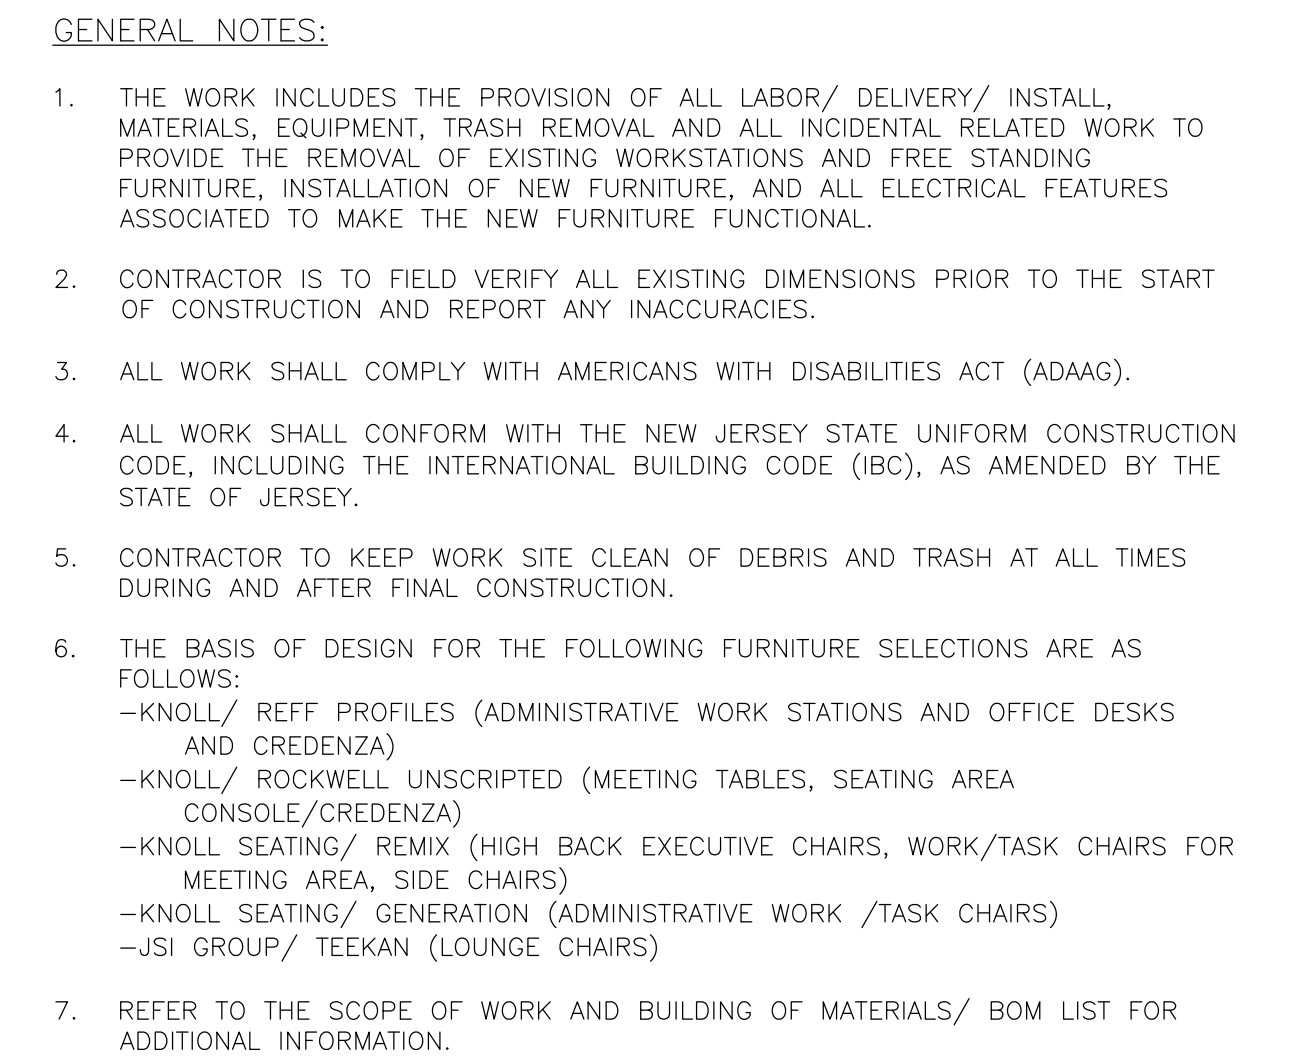 GENERAL NOTES:
1. THE WORK INCLUDES THE PROVISION OF ALL LABOR/ DELIVERY/ INSTALL,
MATERIALS, EQUIPMENT, TRASH REMOVAL AND ALL INCIDENTAL RELATED WORK TO
PROVIDE THE REMOVAL OF EXISTING WORKSTATIONS AND FREE STANDING
FURNITURE, INSTALLATION OF NEW FURNITURE, AND ALL ELECTRICAL FEATURES
ASSOCIATED TO MAKE THE NEW FURNITURE FUNCTIONAL.
2. CONTRACTOR IS TO FIELD VERIFY ALL EXISTING DIMENSIONS PRIOR TO THE START
OF CONSTRUCTION AND REPORT ANY INACCURACIES.
3. ALL WORK SHALL COMPLY WITH AMERICANS WITH DISABILITIES ACT (ADAAG).
4. ALL WORK SHALL CONFORM WITH THE NEW JERSEY STATE UNIFORM CONSTRUCTION
CODE, INCLUDING THE INTERNATIONAL BUILDING CODE (IBC), AS AMENDED BY THE
STATE OF JERSEY.
5. CONTRACTOR TO KEEP WORK SITE CLEAN OF DEBRIS AND TRASH AT ALL TIMES
DURING AND AFTER FINAL CONSTRUCTION.
6. THE BASIS OF DESIGN FOR THE FOLLOWING FURNITURE SELECTIONS ARE AS
FOLLOWS:
-KNOLL/ REFF PROFILES (ADMINISTRATIVE WORK STATIONS AND OFFICE DESKS
AND CREDENZA)
-KNOLL/ ROCKWELL UNSCRIPTED (MEETING TABLES, SEATING AREA
CONSOLE/CREDENZA)
-KNOLL SEATING/ REMIX (HIGH BACK EXECUTIVE CHAIRS, WORK/TASK CHAIRS FOR
MEETING AREA, SIDE CHAIRS)
-KNOLL SEATING/ GENERATION (ADMINISTRATIVE WORK /TASK CHAIRS)
-JSI GROUP/ TEEKAN (LOUNGE CHAIRS)
7. REFER TO THE SCOPE OF WORK AND BUILDING OF MATERIALS/ BOM LIST FOR
ADDITIONAL INFORMATION.